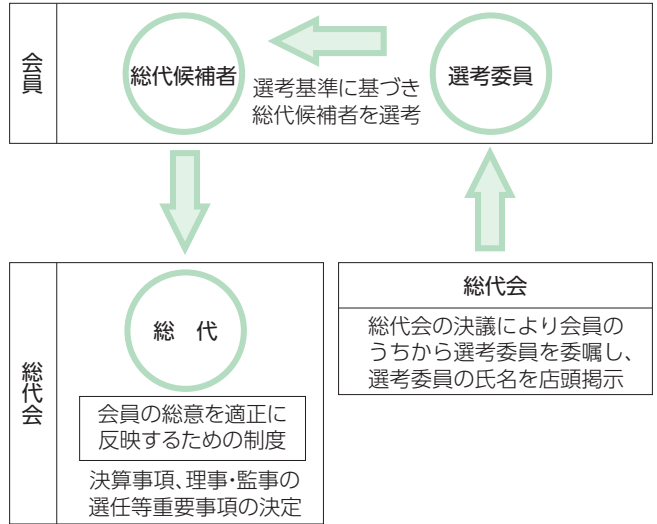 会員
総代候補者
選考基準に基づき
総代候補者を選考
選考委員
総代会
総代会の決議により会員の
うちから選考委員を委嘱し、
選考委員の氏名を店頭掲示
総代会
総 代
会員の総意を適正に
反映するための制度
決算事項、理事・監事の
選任等重要事項の決定